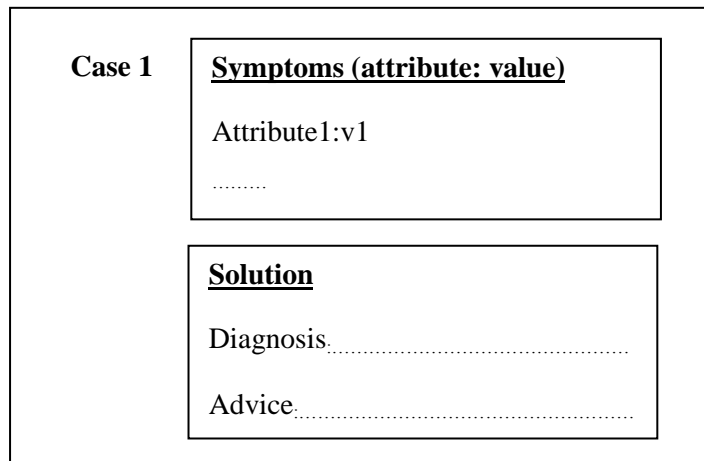 Case 1
Symptoms (attribute: value)
Attribute1:v1
.........
Solution
Diagnosis:.................................................
Advice:......................................................